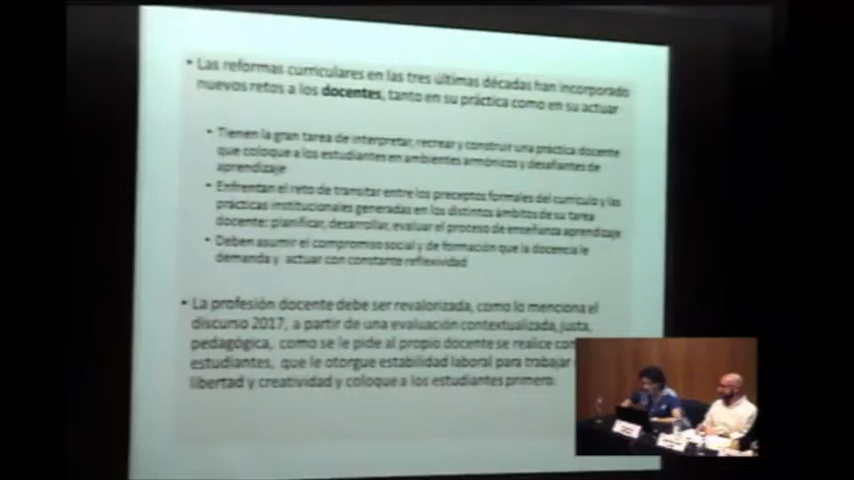 • Las reformas curriculares en las tres últimas décadas han incorporado
nuevos retos a los docentes, tanto en su práctica como en su actuar
• Tienen la gran tarea de interpretar, recrear y construir una práctica docente
que coloque a los estudiantes en ambientes armónicos y desafiantes de
aprendizaje
• Enfrentan el reto de transitar entre los preceptos formales del currículo y las
prácticas institucionales generadas en los distintos ámbitos de su tarea
docente: planificar, desarrollar, evaluar el proceso de enseñanza aprendizaje
• Deben asumir el compromiso social y de formación que la docencia le
demanda y actuar con constante reflexividad
• La profesión docente debe ser revalorizada, como lo menciona el
discurso 2017, a partir de una evaluación contextualizada, justa,
pedagógica, como se le pide al propio docente se realice con
estudiantes, que le otorgue estabilidad laboral para trabajar
libertad y creatividad y coloque a los estudiantes primero.